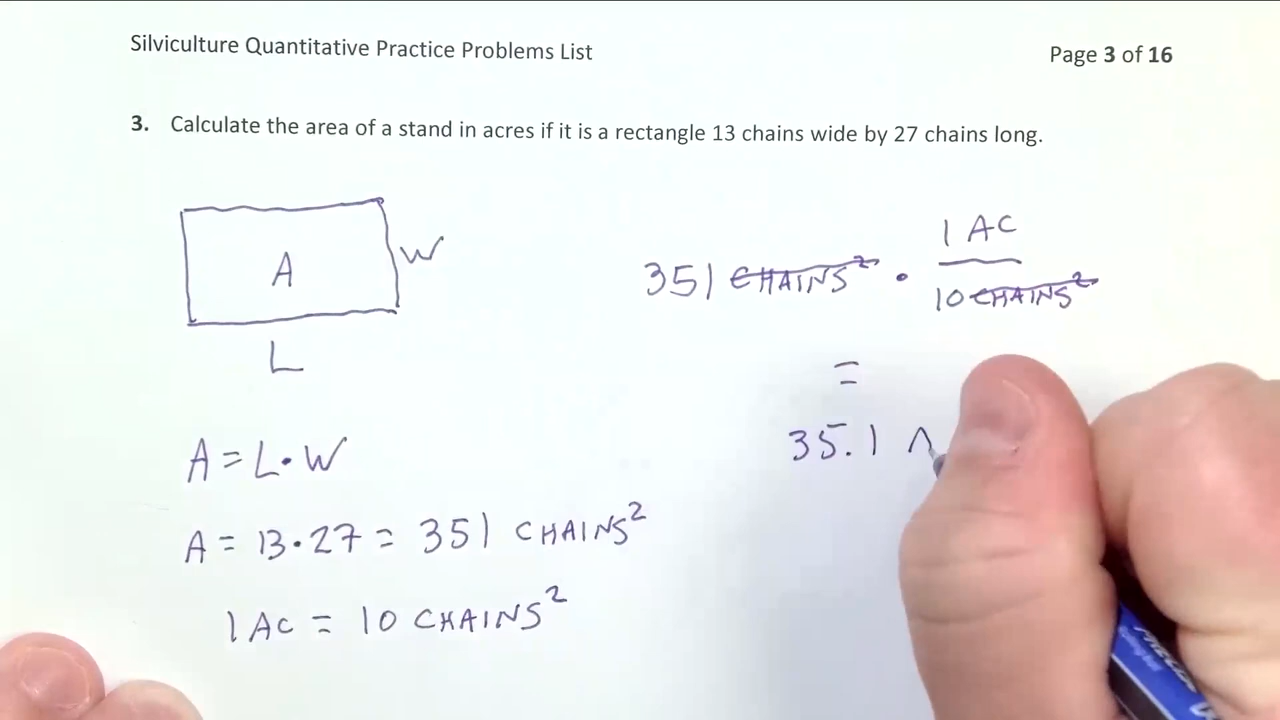 Silviculture Quantitative Practice Problems List
Page 3 of 16
3. Calculate the area of a stand in acres if it is a rectangle 13 chains wide by 27 chains long.
A
W
L
A = L · W
A = 13 · 27 = 351 CHAINS²
1 AC = 10 CHAINS²
351 CHAINS² · 1 AC
10 CHAINS²
=
35.1 A